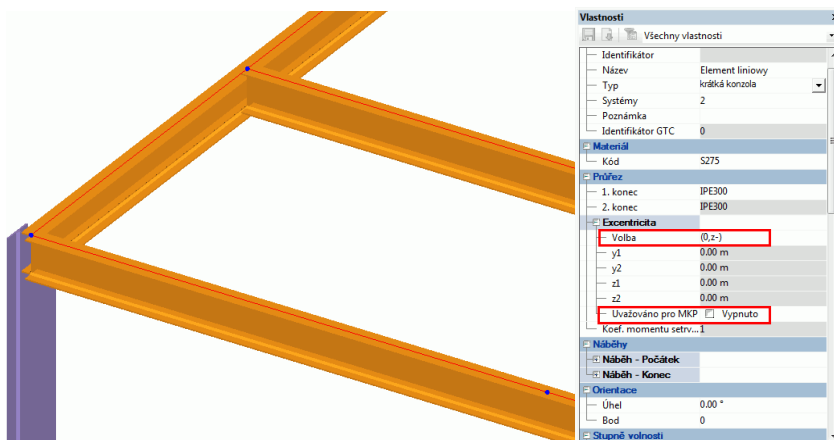 Vlastnosti
Všechny vlastnosti
Identifikátor
Název Element liniowy
Typ krátká konzola
Systémy 2
Poznámka
Identifikátor GTC 0
Materiál
Kód S275
Průřez
1. konec IPE300
2. konec IPE300
Excentricita
Volba (0,z-)
y1 0.00 m
y2 0.00 m
z1 0.00 m
z2 0.00 m
Uvažováno pro MKP Vypnuto
Koef. momentu setrv... 1
Náběhy
Náběh - Počátek
Náběh - Konec
Orientace
Úhel 0.00 °
Bod 0
Stupně volnosti